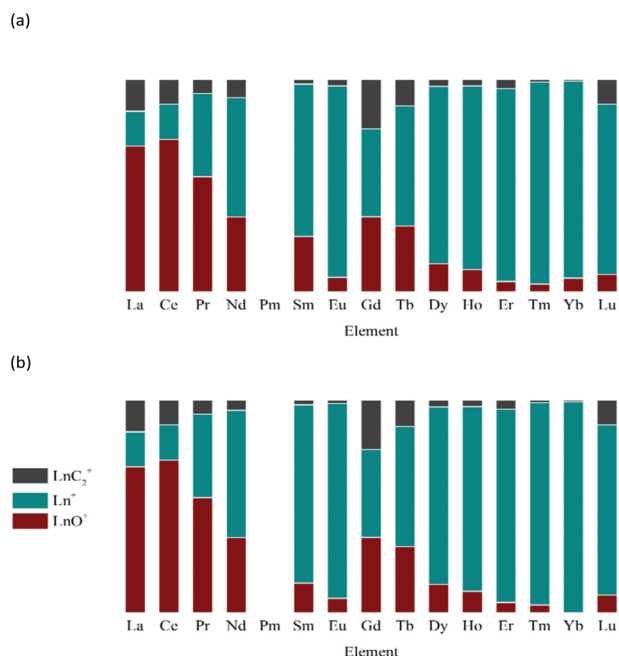 (a)
La Ce Pr Nd Pm Sm Eu Gd Tb Dy Ho Er Tm Yb Lu
Element
(b)
LnC₂⁺
Ln⁺
LnO⁺
La Ce Pr Nd Pm Sm Eu Gd Tb Dy Ho Er Tm Yb Lu
Element